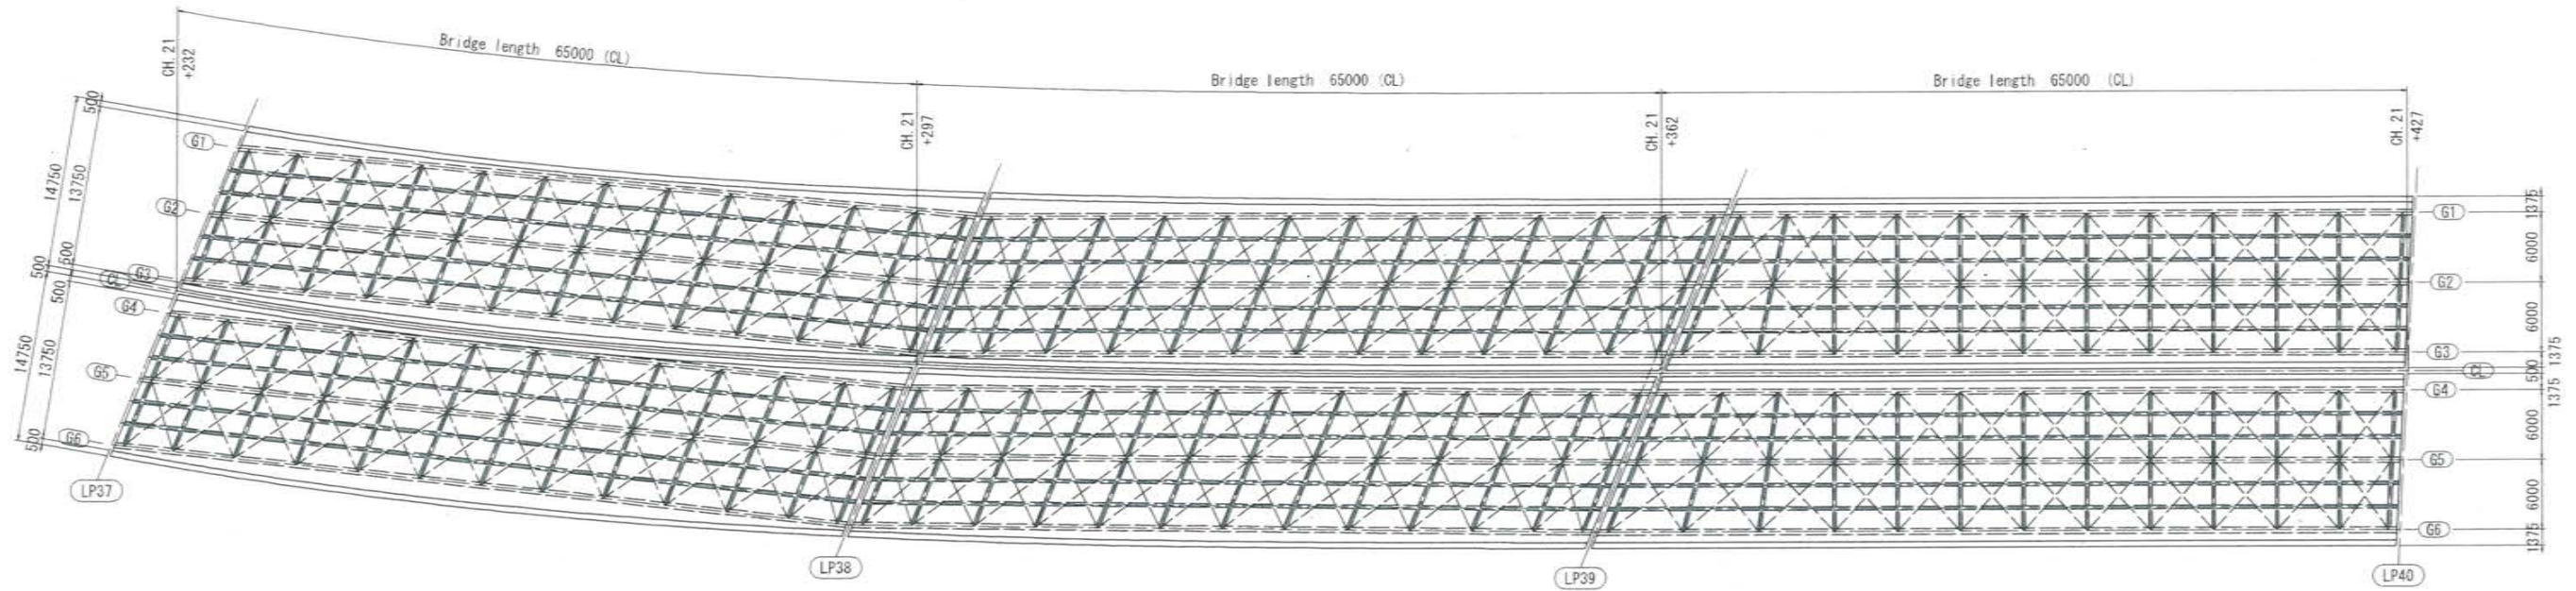 Bridge length 65000 (CL)
Bridge length 65000 (CL)
Bridge length 65000 (CL)
CH. 21
+232
CH. 21
+297
CH. 21
+362
CH. 21
+427
500
14750
13750
500
500
500
14750
13750
500
G1
G2
G3
CL
G4
G5
G6
LP37
LP38
LP39
LP40
G1
G2
G3
CL
G4
G5
G6
1375
6000
6000
1375
500
1375
6000
6000
1375